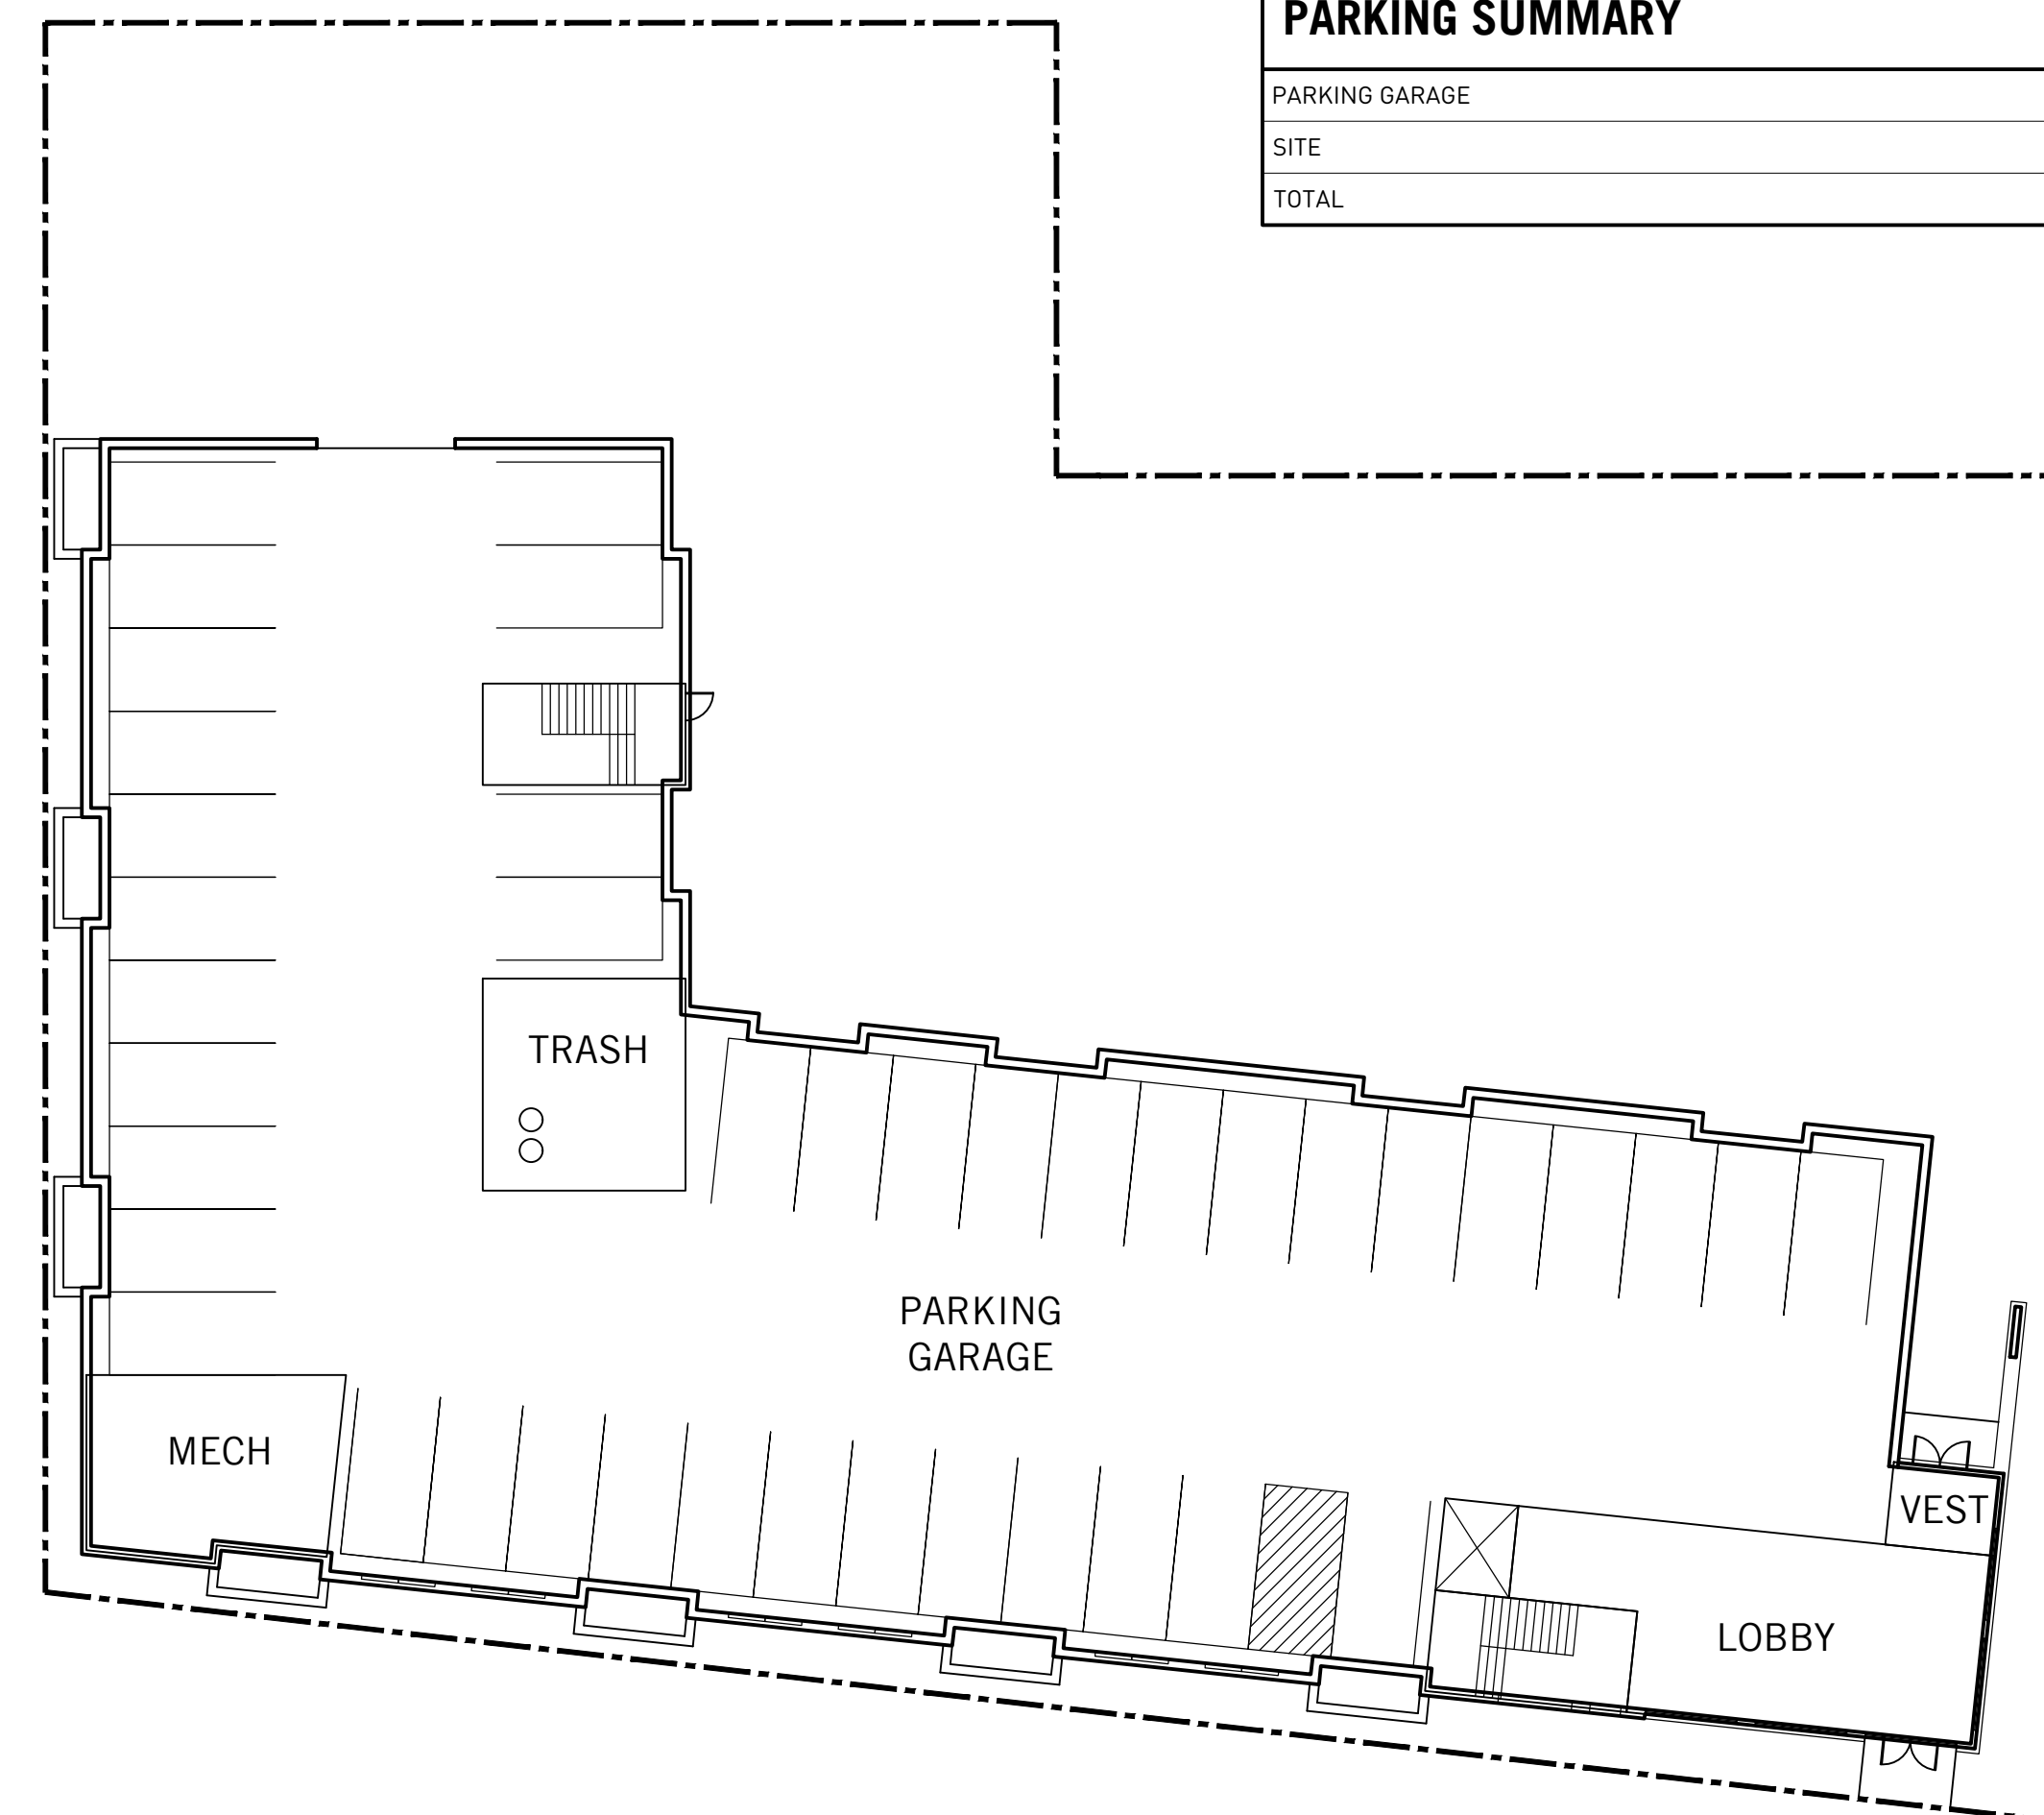 PARKING SUMMARY
PARKING GARAGE
SITE
TOTAL
TRASH
PARKING
GARAGE
MECH
VEST
LOBBY